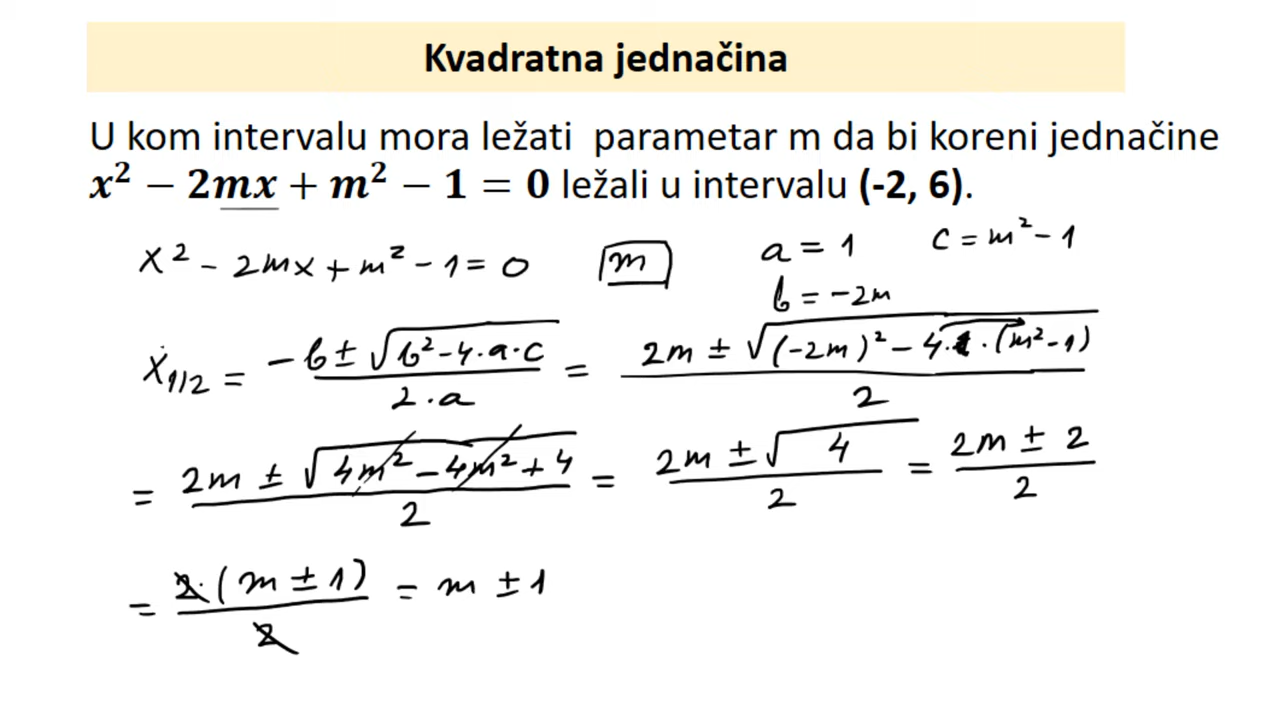 Kvadratna jednačina
U kom intervalu mora ležati parametar m da bi koreni jednačine
x² − 2mx + m² − 1 = 0 ležali u intervalu (-2, 6).
x² - 2mx + m² - 1 = 0 m a = 1 c = m² - 1
b = -2m
x₁/₂ = (-b ± √(b² - 4·a·c)) / (2·a) = (2m ± √((-2m)² - 4·1·(m² - 1))) / 2
= (2m ± √(4m² - 4m² + 4)) / 2 = (2m ± √4) / 2 = (2m ± 2) / 2
= 2·(m ± 1) / 2 = m ± 1